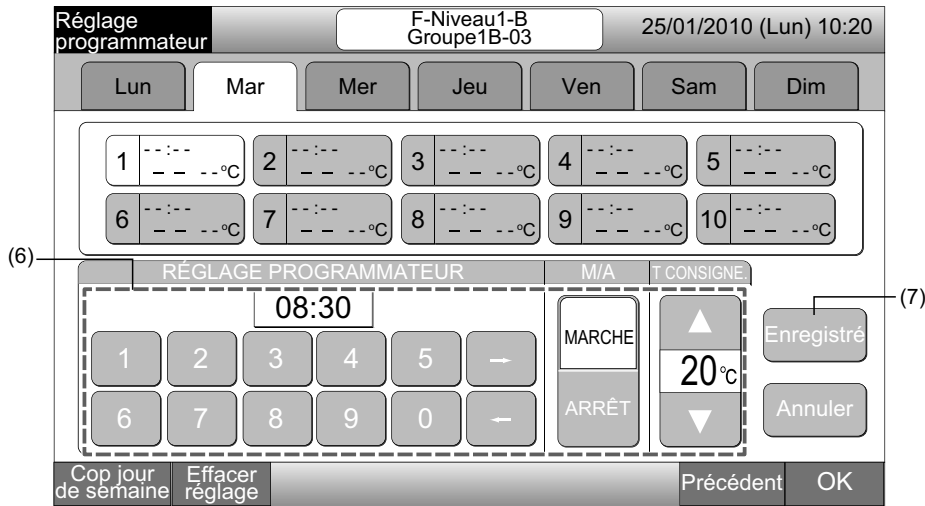 Réglage programmateur
F-Niveau1-B
Groupe1B-03
25/01/2010 (Lun) 10:20
Lun Mar Mer Jeu Ven Sam Dim
1 --:-- – – --°C
2 --:-- – – --°C
3 --:-- – – --°C
4 --:-- – – --°C
5 --:-- – – --°C
6 --:-- – – --°C
7 --:-- – – --°C
8 --:-- – – --°C
9 --:-- – – --°C
10 --:-- – – --°C
(6)
RÉGLAGE PROGRAMMATEUR M/A T CONSIGNE.
08:30
1 2 3 4 5 →
6 7 8 9 0 ←
MARCHE
ARRÊT
20°C
Enregistré
(7)
Annuler
Cop jour de semaine
Effacer réglage
Précédent
OK